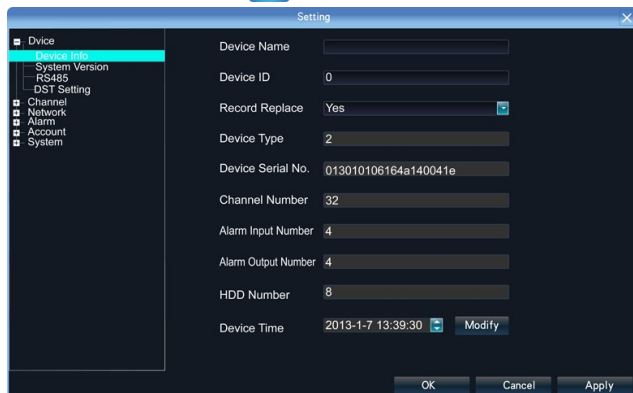 Setting
Dvice
Device Info
System Version
RS485
DST Setting
Channel
Network
Alarm
Account
System
Device Name
Device ID 0
Record Replace Yes
Device Type 2
Device Serial No. 013010106164a140041e
Channel Number 32
Alarm Input Number 4
Alarm Output Number 4
HDD Number 8
Device Time 2013-1-7 13:39:30 Modify
OK Cancel Apply